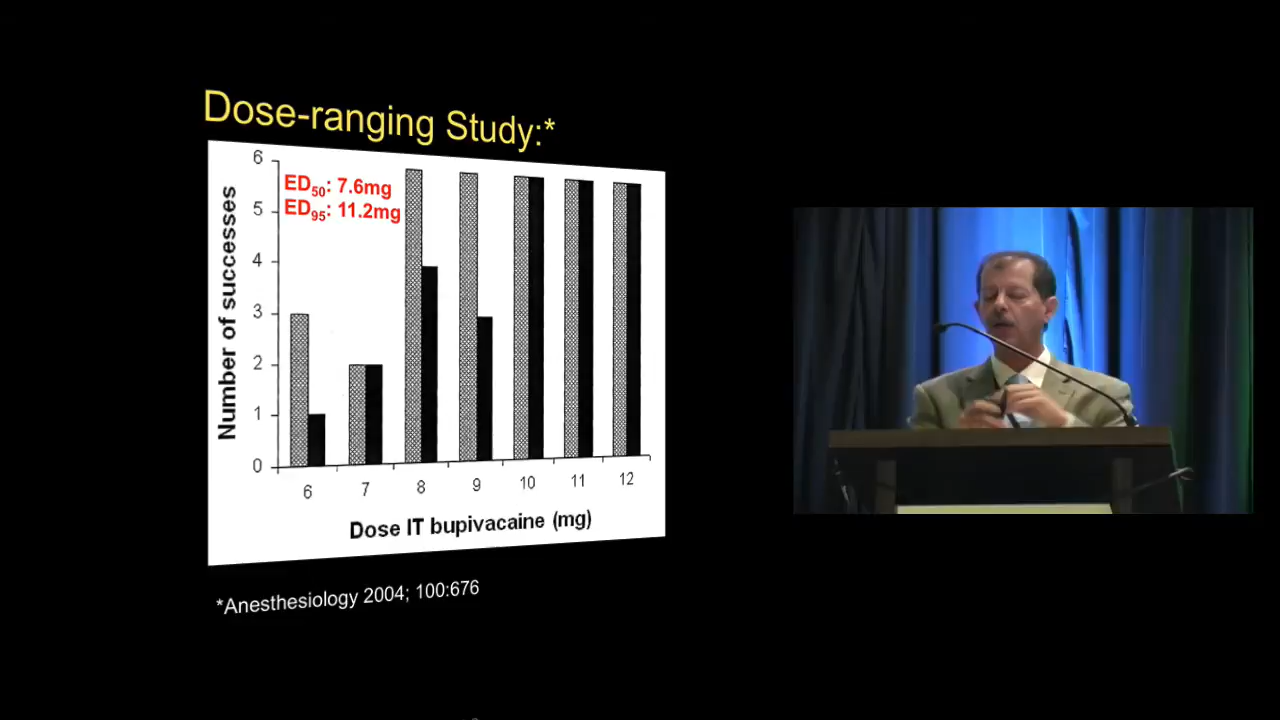 Dose-ranging Study:*
6
5
4
3
2
1
0
Number of successes
ED50: 7.6mg
ED95: 11.2mg
6 7 8 9 10 11 12
Dose IT bupivacaine (mg)
*Anesthesiology 2004; 100:676